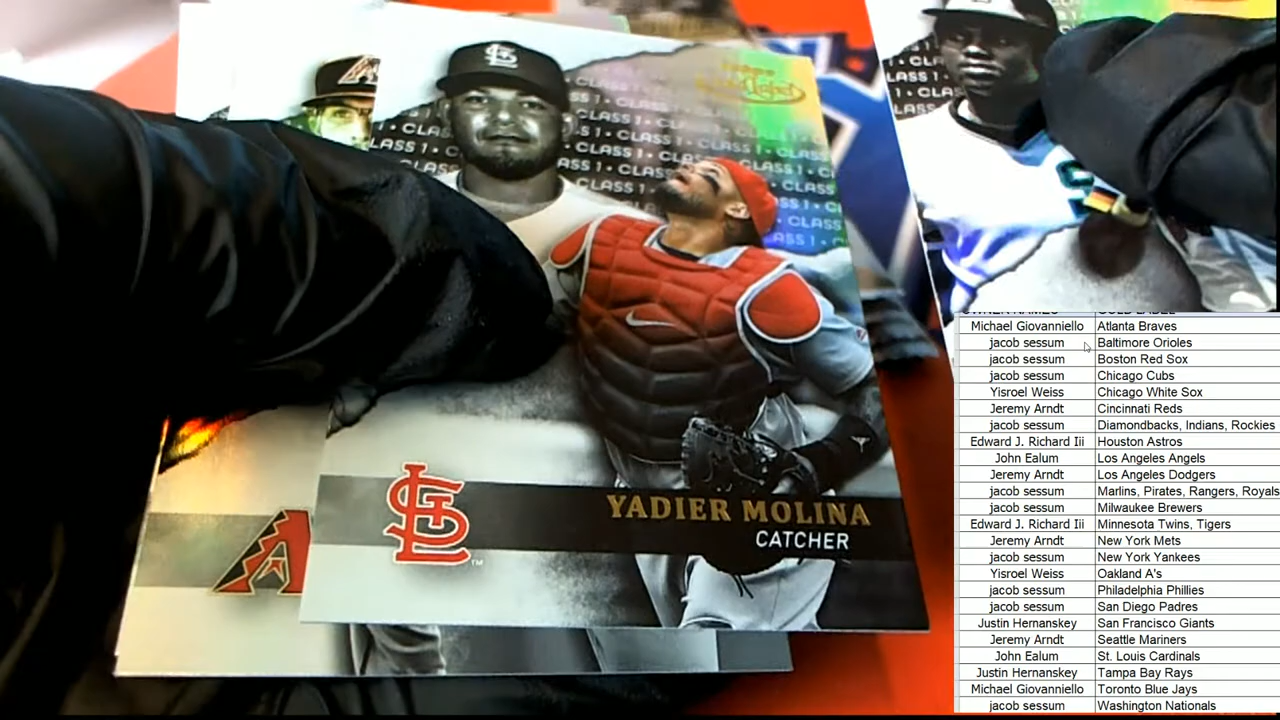 CLASS 1 • CLASS 1
YADIER MOLINA
CATCHER
Michael Giovanniello Atlanta Braves
jacob sessum Baltimore Orioles
jacob sessum Boston Red Sox
jacob sessum Chicago Cubs
Yisroel Weiss Chicago White Sox
Jeremy Arndt Cincinnati Reds
jacob sessum Diamondbacks, Indians, Rockies
Edward J. Richard Iii Houston Astros
John Ealum Los Angeles Angels
Jeremy Arndt Los Angeles Dodgers
jacob sessum Marlins, Pirates, Rangers, Royals
jacob sessum Milwaukee Brewers
Edward J. Richard Iii Minnesota Twins, Tigers
Jeremy Arndt New York Mets
jacob sessum New York Yankees
Yisroel Weiss Oakland A's
jacob sessum Philadelphia Phillies
jacob sessum San Diego Padres
Justin Hernanskey San Francisco Giants
Jeremy Arndt Seattle Mariners
John Ealum St. Louis Cardinals
Justin Hernanskey Tampa Bay Rays
Michael Giovanniello Toronto Blue Jays
jacob sessum Washington Nationals